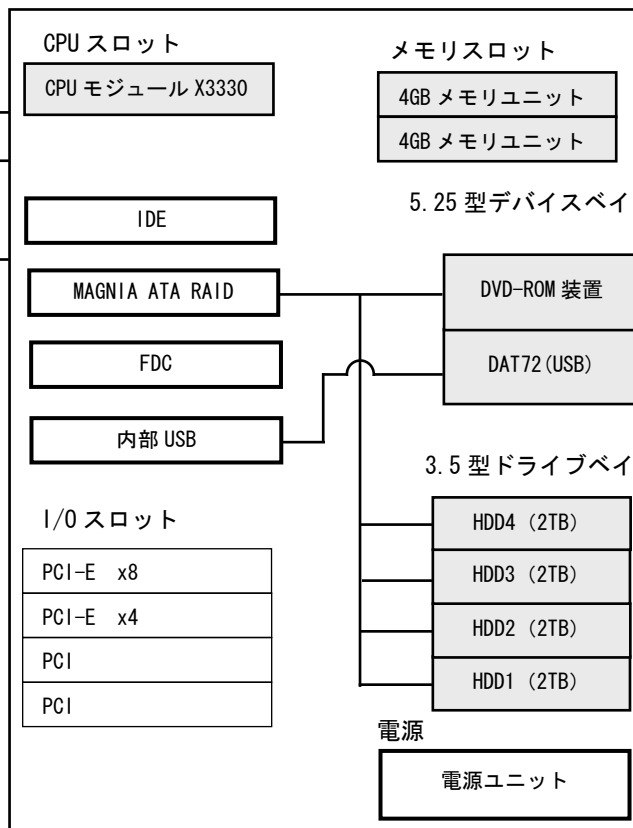 CPU スロット
CPU モジュール X3330
メモリスロット
4GB メモリユニット
4GB メモリユニット
5.25 型デバイスベイ
IDE
MAGNIA ATA RAID
DVD-ROM 装置
FDC
DAT72(USB)
内部 USB
3.5 型ドライブベイ
I/O スロット
HDD4 (2TB)
PCI-E x8
HDD3 (2TB)
PCI-E x4
HDD2 (2TB)
PCI
HDD1 (2TB)
PCI
電源
電源ユニット